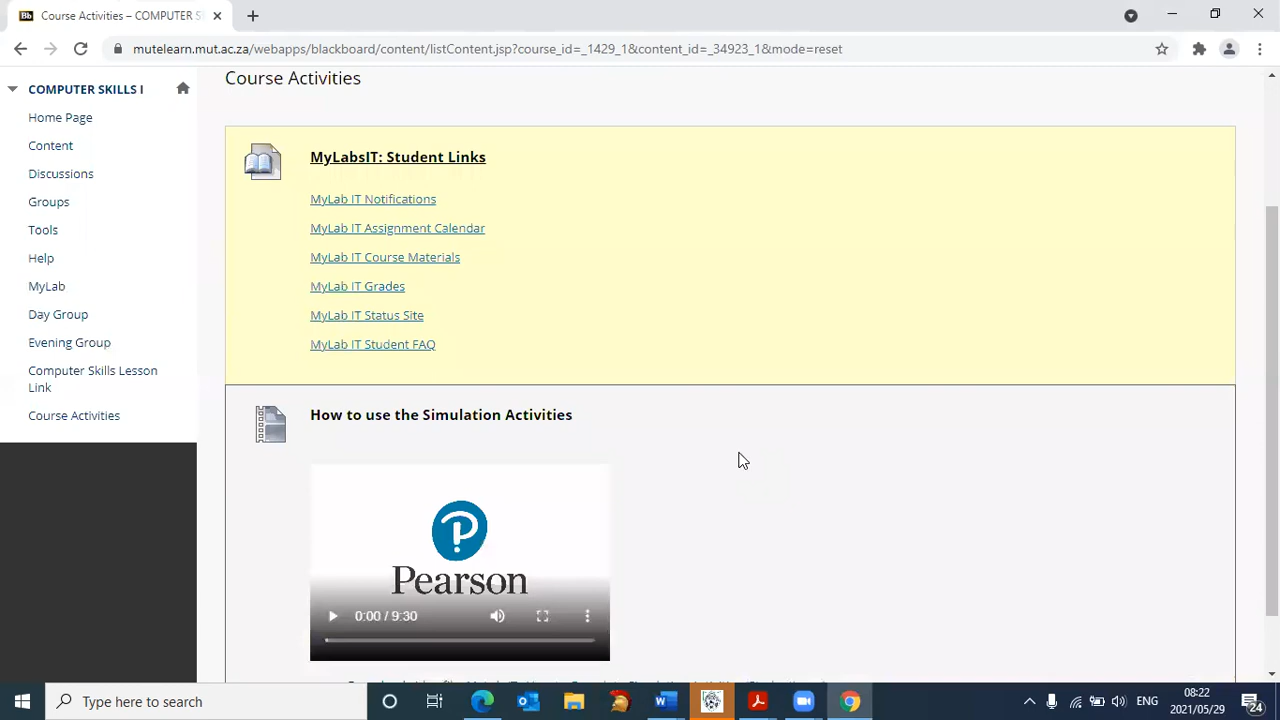 Course Activities – COMPUTER S
mutelearn.mut.ac.za/webapps/blackboard/content/listContent.jsp?course_id=_1429_1&content_id=_34923_1&mode=reset
COMPUTER SKILLS I
Home Page
Content
Discussions
Groups
Tools
Help
MyLab
Day Group
Evening Group
Computer Skills Lesson
Link
Course Activities
Course Activities
MyLabsIT: Student Links
MyLab IT Notifications
MyLab IT Assignment Calendar
MyLab IT Course Materials
MyLab IT Grades
MyLab IT Status Site
MyLab IT Student FAQ
How to use the Simulation Activities
Pearson
0:00 / 9:30
Type here to search
ENG
08:22
2021/05/29
24